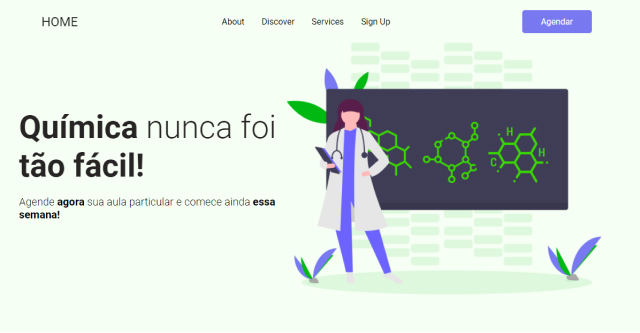 HOME About Discover Services Sign Up Agendar
Química nunca foi
tão fácil!
Agende agora sua aula particular e comece ainda essa
semana!
H
H
C